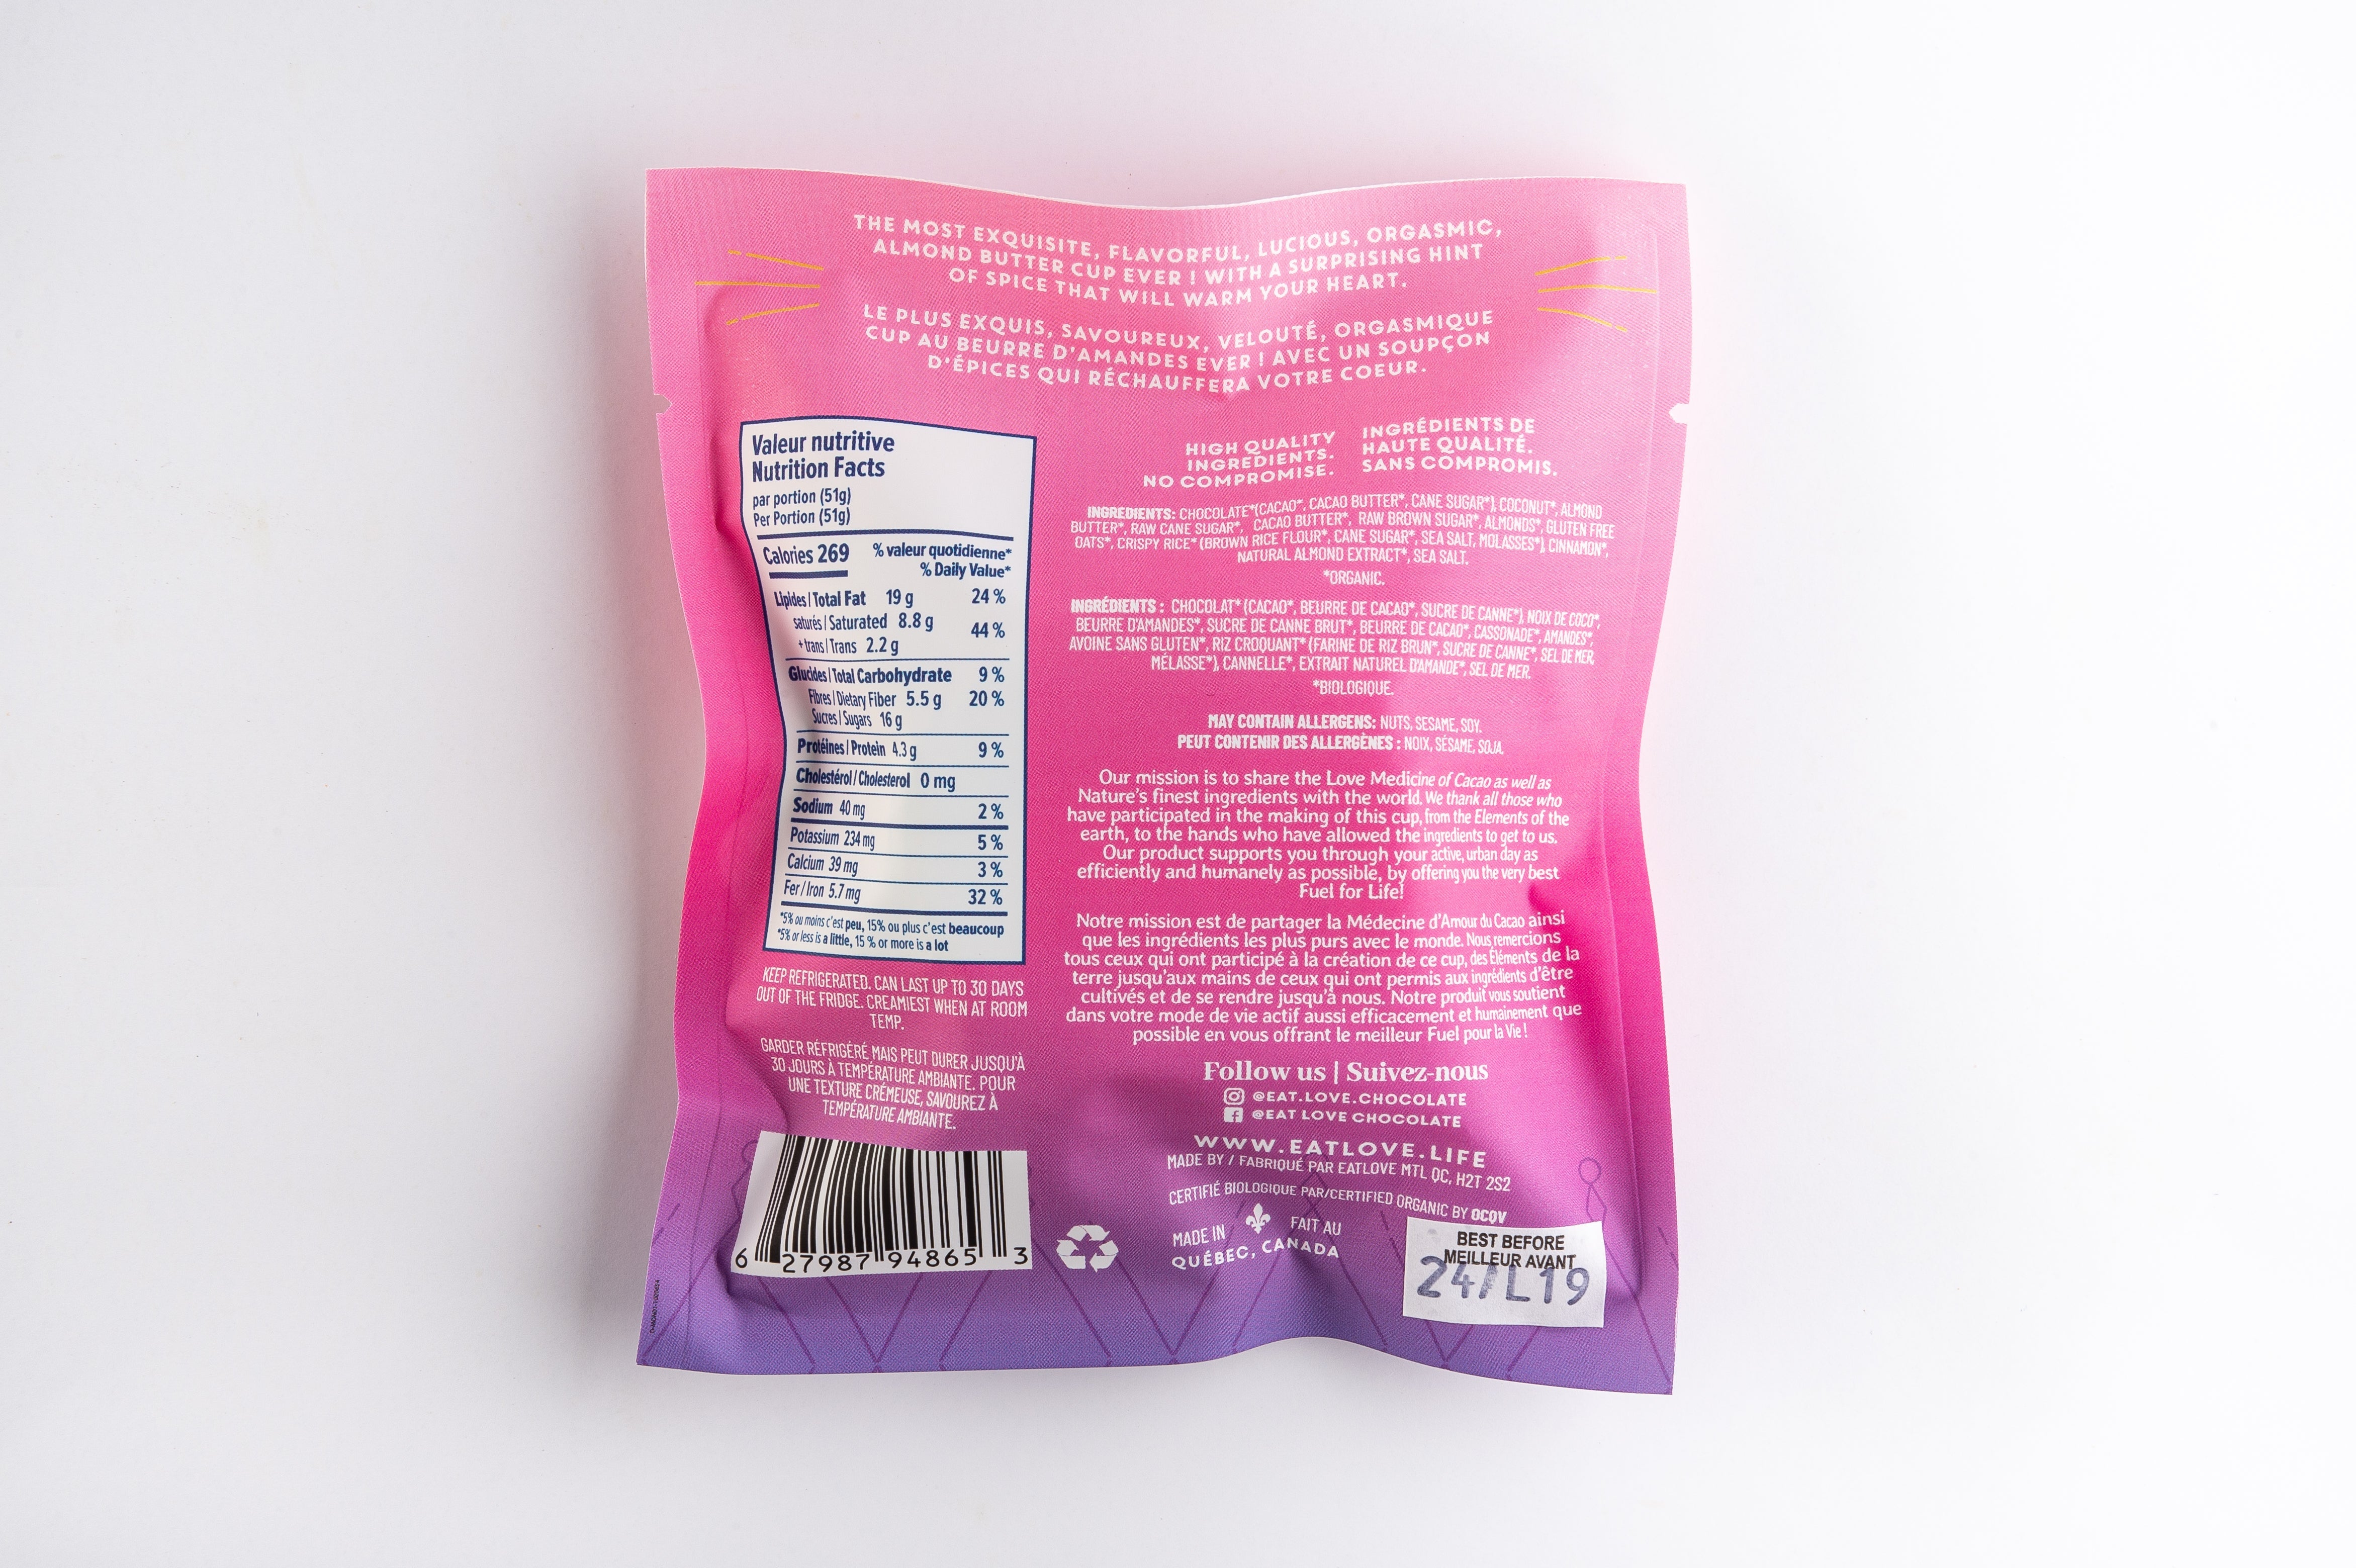 THE MOST EXQUISITE, FLAVORFUL, LUCIOUS, ORGASMIC,
ALMOND BUTTER CUP EVER ! WITH A SURPRISING HINT
OF SPICE THAT WILL WARM YOUR HEART.
LE PLUS EXQUIS, SAVOUREUX, VELOUTÉ, ORGASMIQUE
CUP AU BEURRE D'AMANDES EVER ! AVEC UN SOUPÇON
D'ÉPICES QUI RÉCHAUFFERA VOTRE COEUR.
Valeur nutritive
Nutrition Facts
par portion (51g)
Per Portion (51g)
Calories 269 % valeur quotidienne*
% Daily Value*
Lipides / Total Fat 19 g 24 %
saturés / Saturated 8.8 g
44 %
+ trans / Trans 2.2 g
Glucides / Total Carbohydrate 9 %
Fibres / Dietary Fiber 5.5 g 20 %
Sucres / Sugars 16 g
Protéines / Protein 4.3 g 9 %
Cholestérol / Cholesterol 0 mg
Sodium 40 mg 2 %
Potassium 234 mg 5 %
Calcium 39 mg 3 %
Fer / Iron 5.7 mg 32 %
*5% ou moins c'est peu, 15% ou plus c'est beaucoup
*5% or less is a little, 15 % or more is a lot
KEEP REFRIGERATED. CAN LAST UP TO 30 DAYS
OUT OF THE FRIDGE. CREAMIEST WHEN AT ROOM
TEMP.
GARDER RÉFRIGÉRÉ, MAIS PEUT DURER JUSQU'À
30 JOURS À TEMPÉRATURE AMBIANTE. POUR
UNE TEXTURE CRÉMEUSE, SAVOUREZ À
TEMPÉRATURE AMBIANTE.
6 27987 94865 3
HIGH QUALITY
INGREDIENTS.
NO COMPROMISE.
INGRÉDIENTS DE
HAUTE QUALITÉ.
SANS COMPROMIS.
INGREDIENTS: CHOCOLATE*(CACAO*, CACAO BUTTER*, CANE SUGAR*), COCONUT*, ALMOND
BUTTER*, RAW CANE SUGAR*, CACAO BUTTER*, RAW BROWN SUGAR*, ALMONDS*, GLUTEN FREE
OATS*, CRISPY RICE* (BROWN RICE FLOUR*, CANE SUGAR*, SEA SALT, MOLASSES*), CINNAMON*,
NATURAL ALMOND EXTRACT*, SEA SALT.
*ORGANIC.
INGRÉDIENTS : CHOCOLAT* (CACAO*, BEURRE DE CACAO*, SUCRE DE CANNE*), NOIX DE COCO*,
BEURRE D'AMANDES*, SUCRE DE CANNE BRUT*, BEURRE DE CACAO*, CASSONADE*, AMANDES*,
AVOINE SANS GLUTEN*, RIZ CROQUANT* (FARINE DE RIZ BRUN*, SUCRE DE CANNE*, SEL DE MER,
MÉLASSE*), CANNELLE*, EXTRAIT NATUREL D'AMANDE*, SEL DE MER.
*BIOLOGIQUE.
MAY CONTAIN ALLERGENS: NUTS, SESAME, SOY.
PEUT CONTENIR DES ALLERGÈNES : NOIX, SÉSAME, SOJA.
Our mission is to share the Love Medicine of Cacao as well as
Nature's finest ingredients with the world. We thank all those who
have participated in the making of this cup, from the Elements of the
earth, to the hands who have allowed the ingredients to get to us.
Our product supports you through your active, urban day as
efficiently and humanely as possible, by offering you the very best
Fuel for Life!
Notre mission est de partager la Médecine d'Amour du Cacao ainsi
que les ingrédients les plus purs avec le monde. Nous remercions
tous ceux qui ont participé à la création de ce cup, des Éléments de la
terre jusqu'aux mains de ceux qui ont permis aux ingrédients d'être
cultivés et de se rendre jusqu'à nous. Notre produit vous soutient
dans votre mode de vie actif aussi efficacement et humainement que
possible en vous offrant le meilleur Fuel pour la Vie !
Follow us | Suivez-nous
@EAT.LOVE.CHOCOLATE
@EAT LOVE CHOCOLATE
WWW.EATLOVE.LIFE
MADE BY / FABRIQUÉ PAR EATLOVE MTL QC, H2T 2S2
CERTIFIÉ BIOLOGIQUE PAR/CERTIFIED ORGANIC BY OCQV
MADE IN FAIT AU
QUÉBEC, CANADA
BEST BEFORE
MEILLEUR AVANT
24/L19